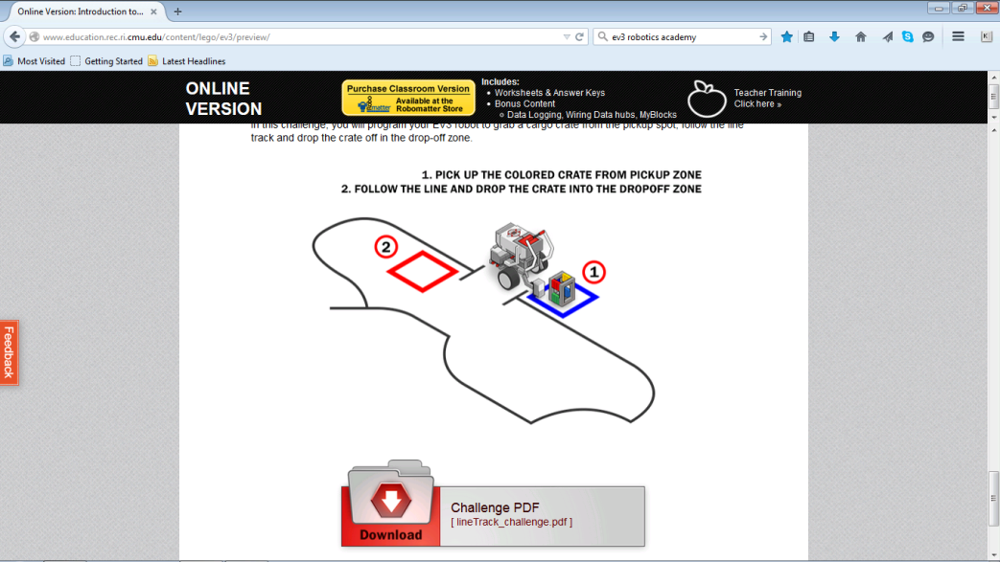 Online Version: Introduction to...
www.education.rec.ri.cmu.edu/content/lego/ev3/preview/
ev3 robotics academy
Most Visited Getting Started Latest Headlines
ONLINE
VERSION
Purchase Classroom Version
Available at the
Robomatter Store
Includes:
• Worksheets & Answer Keys
• Bonus Content
○ Data Logging, Wiring Data hubs, MyBlocks
Teacher Training
Click here »
In this challenge, you will program your EV3 robot to grab a cargo crate from the pickup spot, follow the line
track and drop the crate off in the drop-off zone.
1. PICK UP THE COLORED CRATE FROM PICKUP ZONE
2. FOLLOW THE LINE AND DROP THE CRATE INTO THE DROPOFF ZONE
2
1
Feedback
Download
Challenge PDF
[ lineTrack_challenge.pdf ]